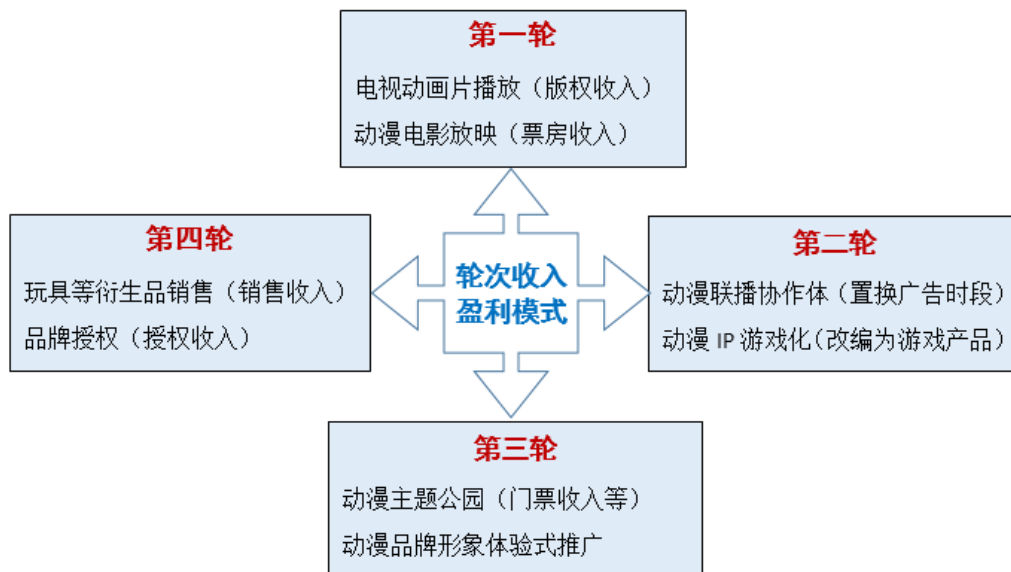 第一轮
电视动画片播放（版权收入）
动漫电影放映（票房收入）
第四轮
玩具等衍生品销售（销售收入）
品牌授权（授权收入）
轮次收入
盈利模式
第二轮
动漫联播协作体（置换广告时段）
动漫 IP 游戏化（改编为游戏产品）
第三轮
动漫主题公园（门票收入等）
动漫品牌形象体验式推广